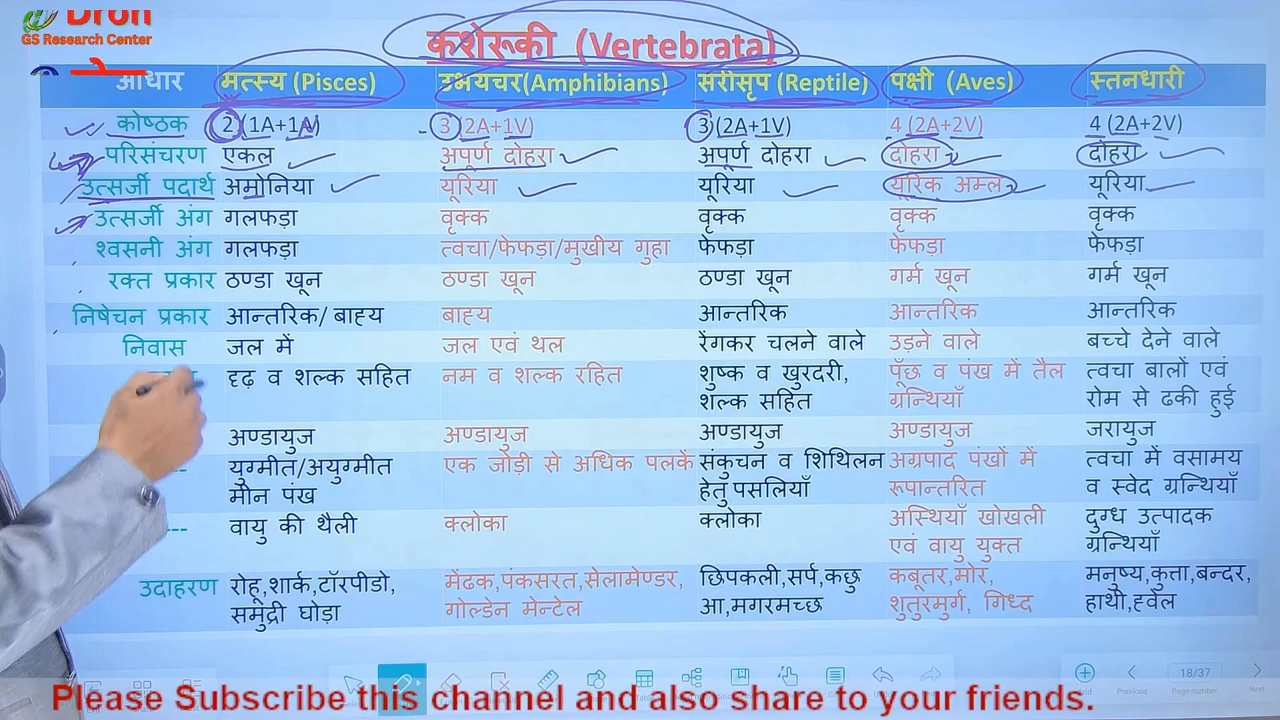 Dron
GS Research Center
कशेरूकी (Vertebrata)
आधार मत्स्य (Pisces) उभयचर(Amphibians) सरीसृप (Reptile) पक्षी (Aves) स्तनधारी
कोष्ठक 2 (1A+1V) 3 (2A+1V) 3 (2A+1V) 4 (2A+2V) 4 (2A+2V)
परिसंचरण एकल अपूर्ण दोहरा अपूर्ण दोहरा दोहरा दोहरा
उत्सर्जी पदार्थ अमोनिया यूरिया यूरिया यूरिक अम्ल यूरिया
उत्सर्जी अंग गलफड़ा वृक्क वृक्क वृक्क वृक्क
श्वसनी अंग गलफड़ा त्वचा/फेफड़ा/मुखीय गुहा फेफड़ा फेफड़ा फेफड़ा
रक्त प्रकार ठण्डा खून ठण्डा खून ठण्डा खून गर्म खून गर्म खून
निषेचन प्रकार आन्तरिक/ बाह्य बाह्य आन्तरिक आन्तरिक आन्तरिक
निवास जल में जल एवं थल रेंगकर चलने वाले उड़ने वाले बच्चे देने वाले
दृढ़ व शल्क सहित नम व शल्क रहित शुष्क व खुरदरी, पूँछ व पंख में तैल त्वचा बालों एवं
शल्क सहित ग्रन्थियाँ रोम से ढकी हुई
अण्डायुज अण्डायुज अण्डायुज अण्डायुज जरायुज
युग्मीत/अयुग्मीत एक जोड़ी से अधिक पलकें संकुचन व शिथिलन अग्रपाद पंखों में त्वचा में वसामय
मीन पंख हेतु पसलियाँ रूपान्तरित व स्वेद ग्रन्थियाँ
--- वायु की थैली क्लोका क्लोका अस्थियाँ खोखली दुग्ध उत्पादक
एवं वायु युक्त ग्रन्थियाँ
उदाहरण रोहू,शार्क,टॉरपीडो, मेंढक,पंकसरत,सेलामेण्डर, छिपकली,सर्प,कछु कबूतर,मोर, मनुष्य,कुत्ता,बन्दर,
समुद्री घोड़ा गोल्डेन मेन्टेल आ,मगरमच्छ शुतुरमुर्ग, गिध्द हाथी,ह्वेल
18/37
Previous Page number Next
Please Subscribe this channel and also share to your friends.